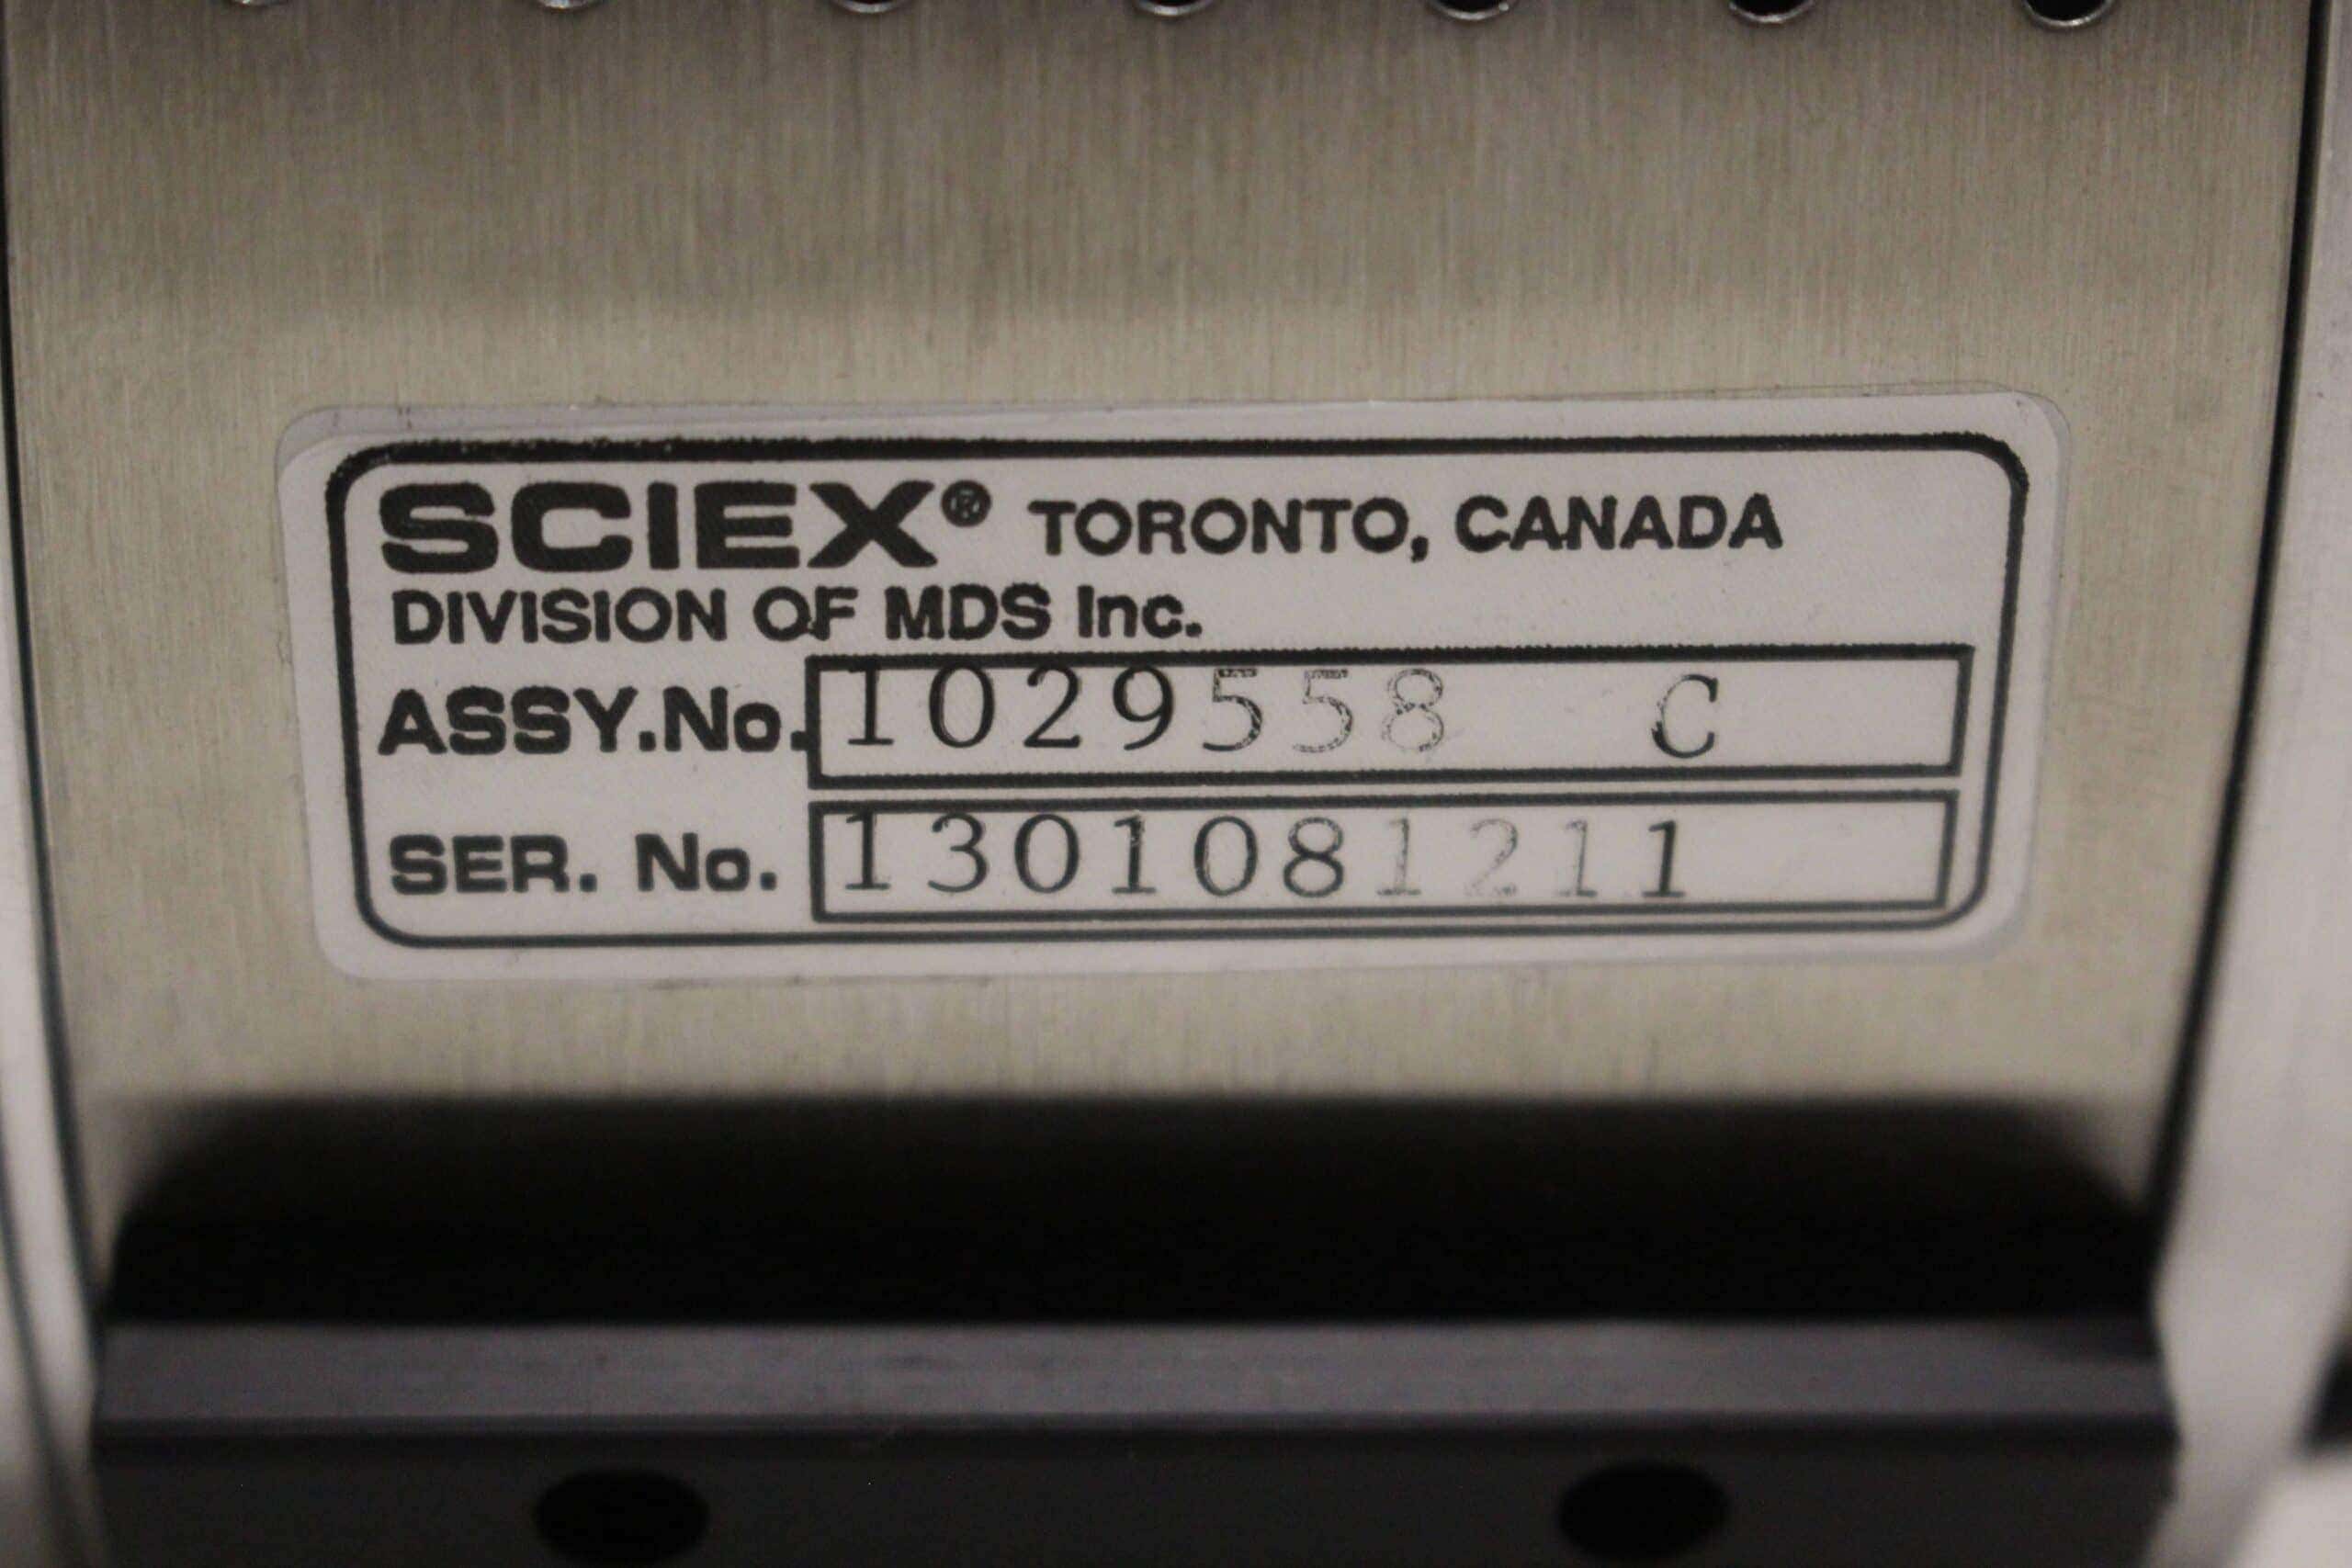 SCIEX® TORONTO, CANADA
DIVISION OF MDS Inc.
ASSY.No. 1029558 C
SER. No. 1301081211